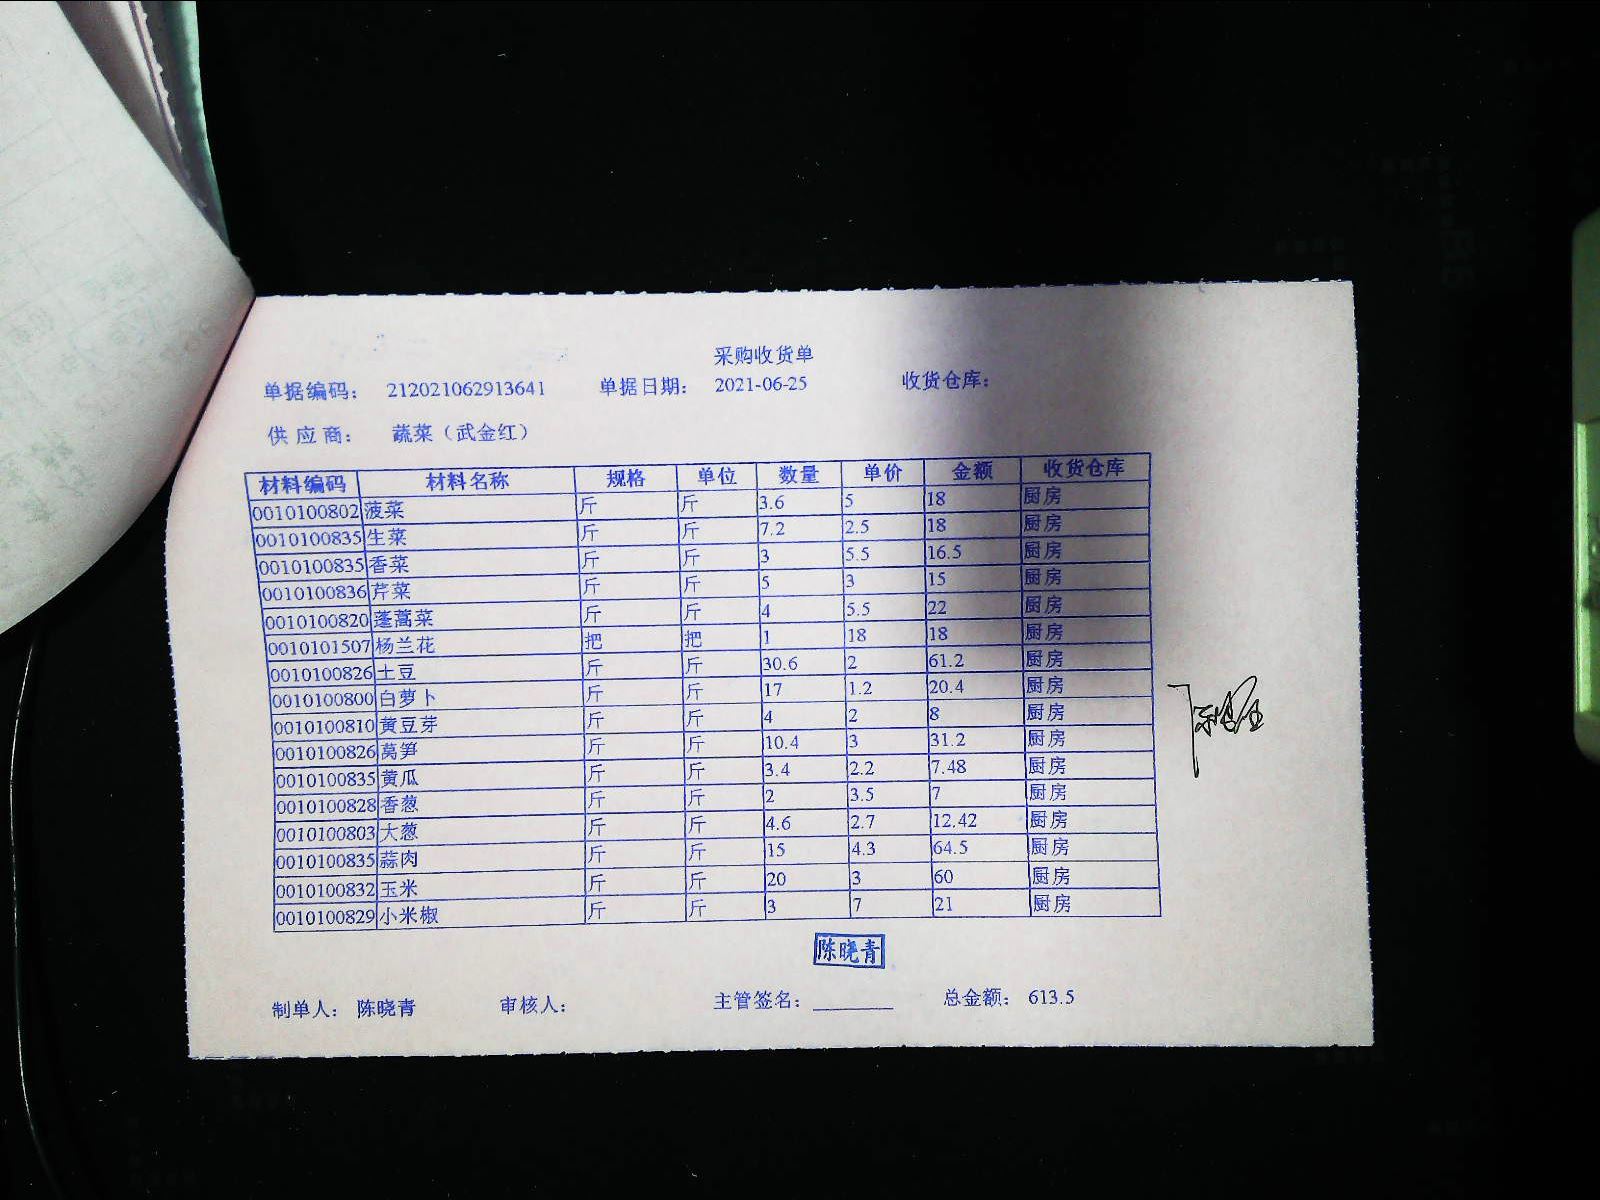 采购收货单
单据编码： 212021062913641 单据日期： 2021-06-25 收货仓库：
供应商： 蔬菜（武金红）
材料编码 材料名称 规格 单位 数量 单价 金额 收货仓库
0010100802 菠菜 斤 斤 3.6 5 18 厨房
0010100835 生菜 斤 斤 7.2 2.5 18 厨房
0010100835 香菜 斤 斤 3 5.5 16.5 厨房
0010100836 芹菜 斤 斤 5 3 15 厨房
0010100820 蓬蒿菜 斤 斤 4 5.5 22 厨房
0010101507 杨兰花 把 把 1 18 18 厨房
0010100826 土豆 斤 斤 30.6 2 61.2 厨房
0010100800 白萝卜 斤 斤 17 1.2 20.4 厨房
0010100810 黄豆芽 斤 斤 4 2 8 厨房
0010100826 莴笋 斤 斤 10.4 3 31.2 厨房
0010100835 黄瓜 斤 斤 3.4 2.2 7.48 厨房
0010100828 香葱 斤 斤 2 3.5 7 厨房
0010100803 大葱 斤 斤 4.6 2.7 12.42 厨房
0010100835 蒜肉 斤 斤 15 4.3 64.5 厨房
0010100832 玉米 斤 斤 20 3 60 厨房
0010100829 小米椒 斤 斤 3 7 21 厨房
陈晓青
制单人： 陈晓青 审核人： 主管签名： 总金额： 613.5